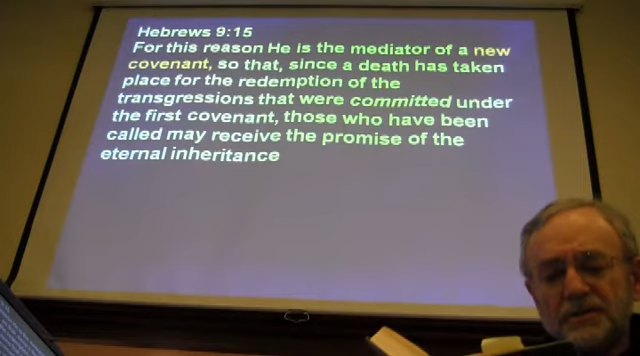 Hebrews 9:15
For this reason He is the mediator of a new
covenant, so that, since a death has taken
place for the redemption of the
transgressions that were committed under
the first covenant, those who have been
called may receive the promise of the
eternal inheritance